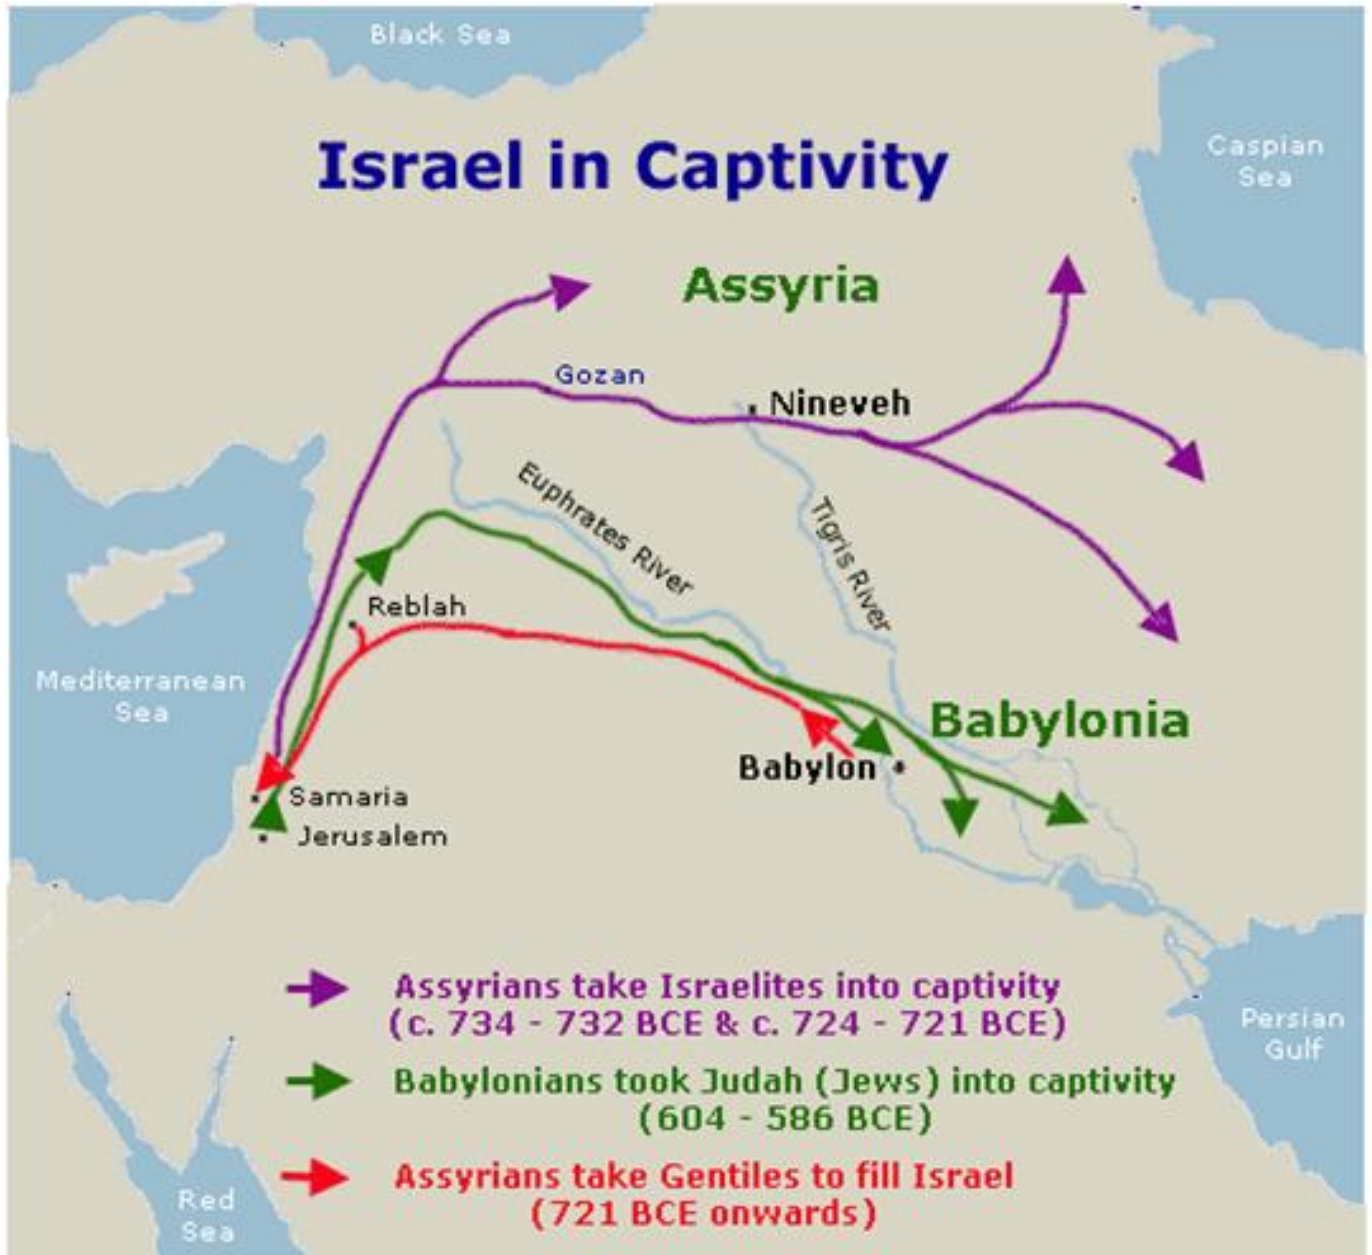 Black Sea
Caspian
Sea
Israel in Captivity
Assyria
Gozan
Nineveh
Euphrates River
Tigris River
Reblah
Mediterranean
Sea
Babylonia
Babylon
Samaria
Jerusalem
Assyrians take Israelites into captivity
(c. 734 - 732 BCE & c. 724 - 721 BCE)
Persian
Gulf
Babylonians took Judah (Jews) into captivity
(604 - 586 BCE)
Assyrians take Gentiles to fill Israel
(721 BCE onwards)
Red
Sea